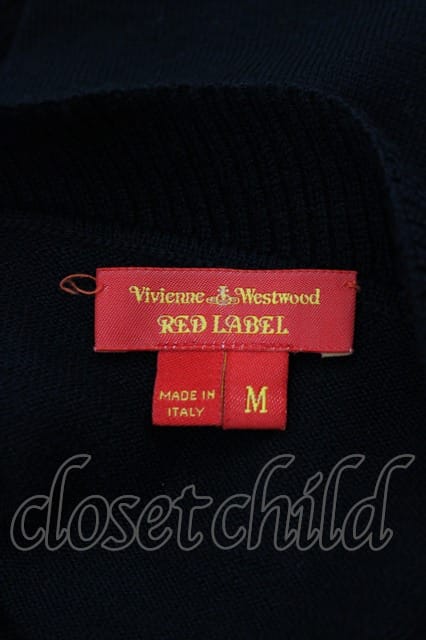 Vivienne Westwood
RED LABEL
MADE IN
ITALY
M
closetchild